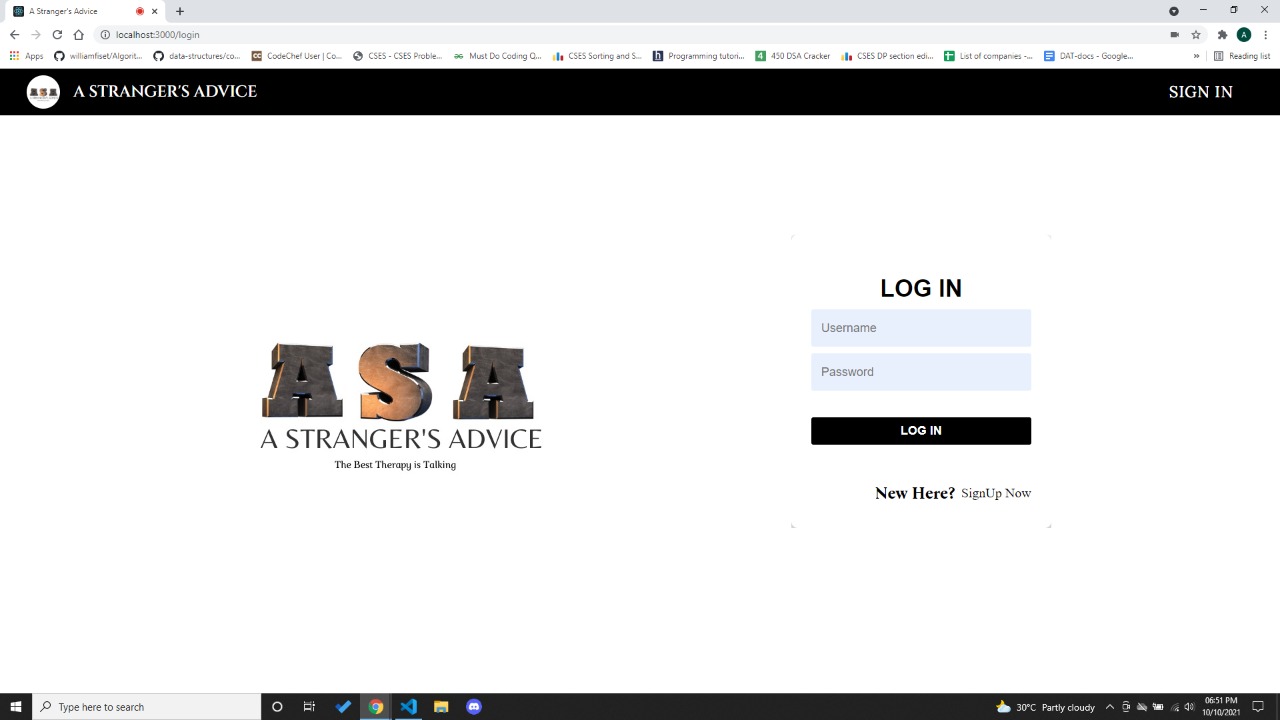 A Stranger's Advice
localhost:3000/login
Apps
williamfiset/Algorit...
data-structures/co...
CodeChef User | Co...
CSES - CSES Proble...
Must Do Coding Q...
CSES Sorting and S...
Programming tutori...
450 DSA Cracker
CSES DP section edi...
List of companies -...
DAT-docs - Google...
»
Reading list
A STRANGER'S ADVICE
SIGN IN
ASA
A STRANGER'S ADVICE
The Best Therapy is Talking
LOG IN
Username
Password
LOG IN
New Here? SignUp Now
Type here to search
30°C Partly cloudy
06:51 PM
10/10/2021